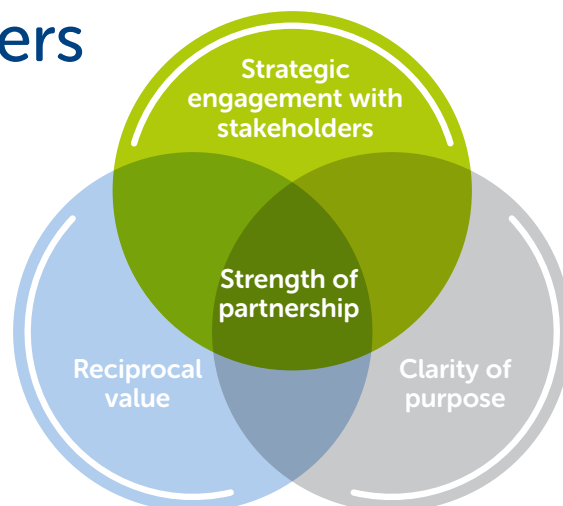 ers
Strategic
engagement with
stakeholders
Strength of
partnership
Reciprocal
value
Clarity of
purpose